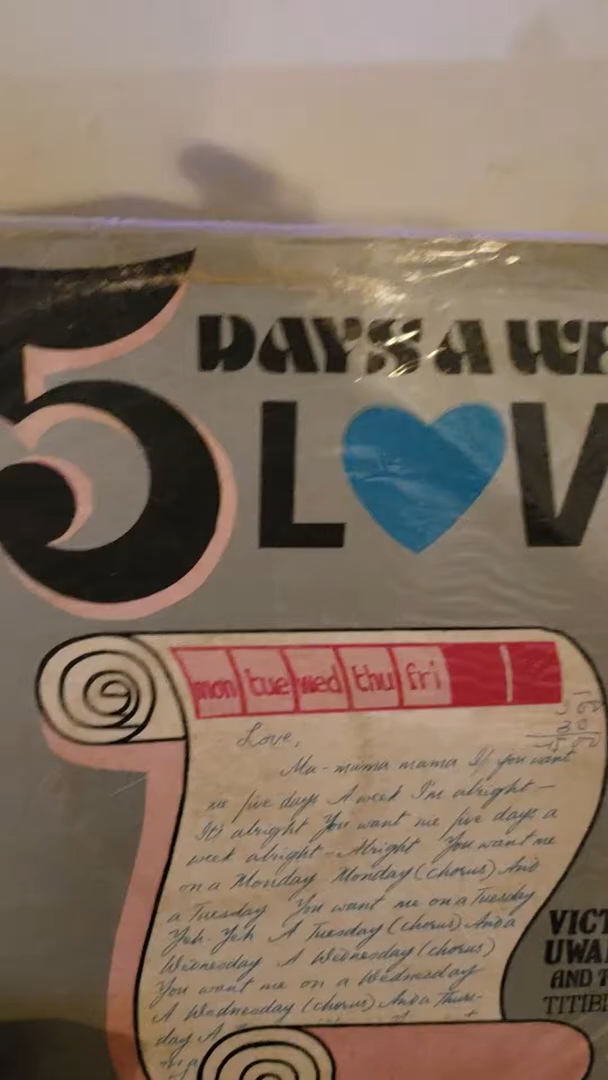 5 DAYS A WE
LOV
mon tue wed thu fri
Love,
Ma-mama mama If you want
me five days A week I'm alright-
It's alright You want me five days a
week alright-Alright You want me
on a Monday Monday (chorus) And
a Tuesday You want me on a Tuesday
Yeh. Yeh A Tuesday (chorus) And a
Wednesday A Wednesday (chorus)
You want me on a Wednesday
A Wednesday (chorus) And a Thurs-
day A
VICT
UWA
AND T
TITIBI